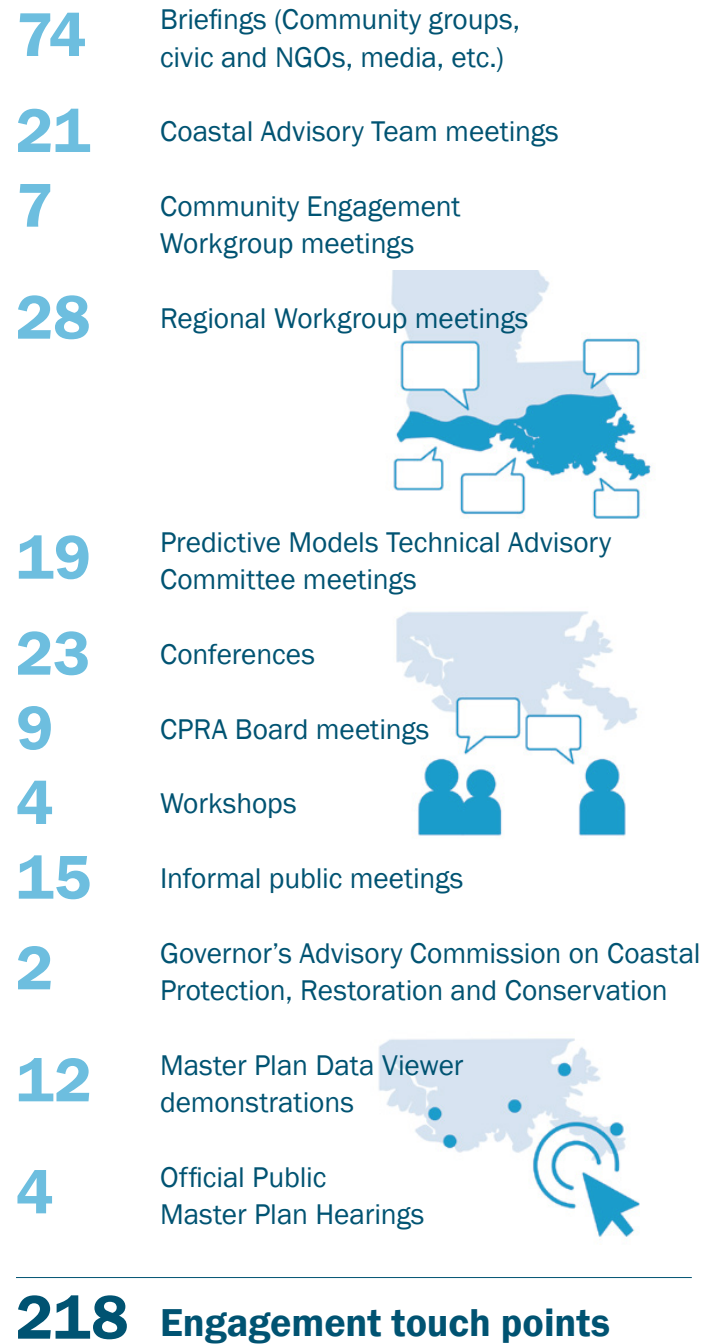 74 Briefings (Community groups,
civic and NGOs, media, etc.)
21 Coastal Advisory Team meetings
7 Community Engagement
Workgroup meetings
28 Regional Workgroup meetings
19 Predictive Models Technical Advisory
Committee meetings
23 Conferences
9 CPRA Board meetings
4 Workshops
15 Informal public meetings
2 Governor’s Advisory Commission on Coastal
Protection, Restoration and Conservation
12 Master Plan Data Viewer
demonstrations
4 Official Public
Master Plan Hearings
218 Engagement touch points